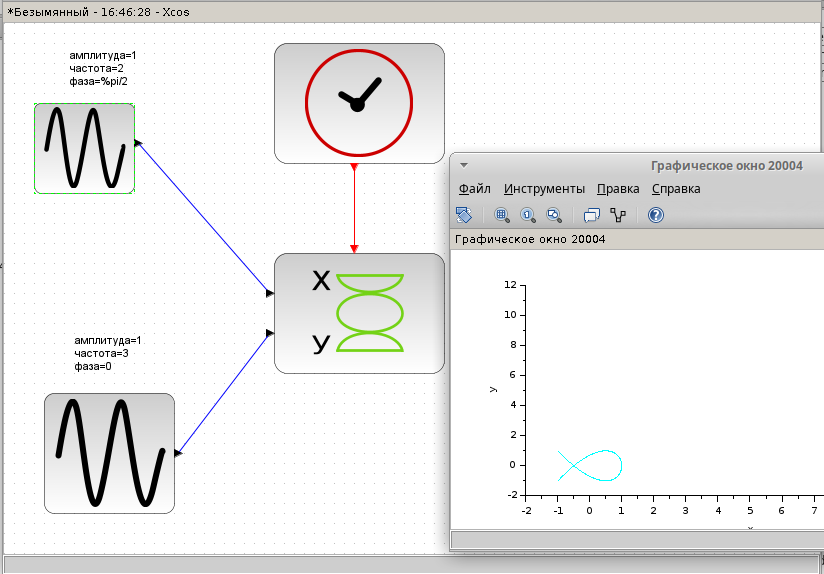 *Безымянный - 16:46:28 - Xcos
амплитуда=1
частота=2
фаза=%pi/2
X
У
амплитуда=1
частота=3
фаза=0
Графическое окно 20004
Файл Инструменты Правка Справка
Графическое окно 20004
12
10
8
6
4
2
0
-2
y
-2 -1 0 1 2 3 4 5 6 7